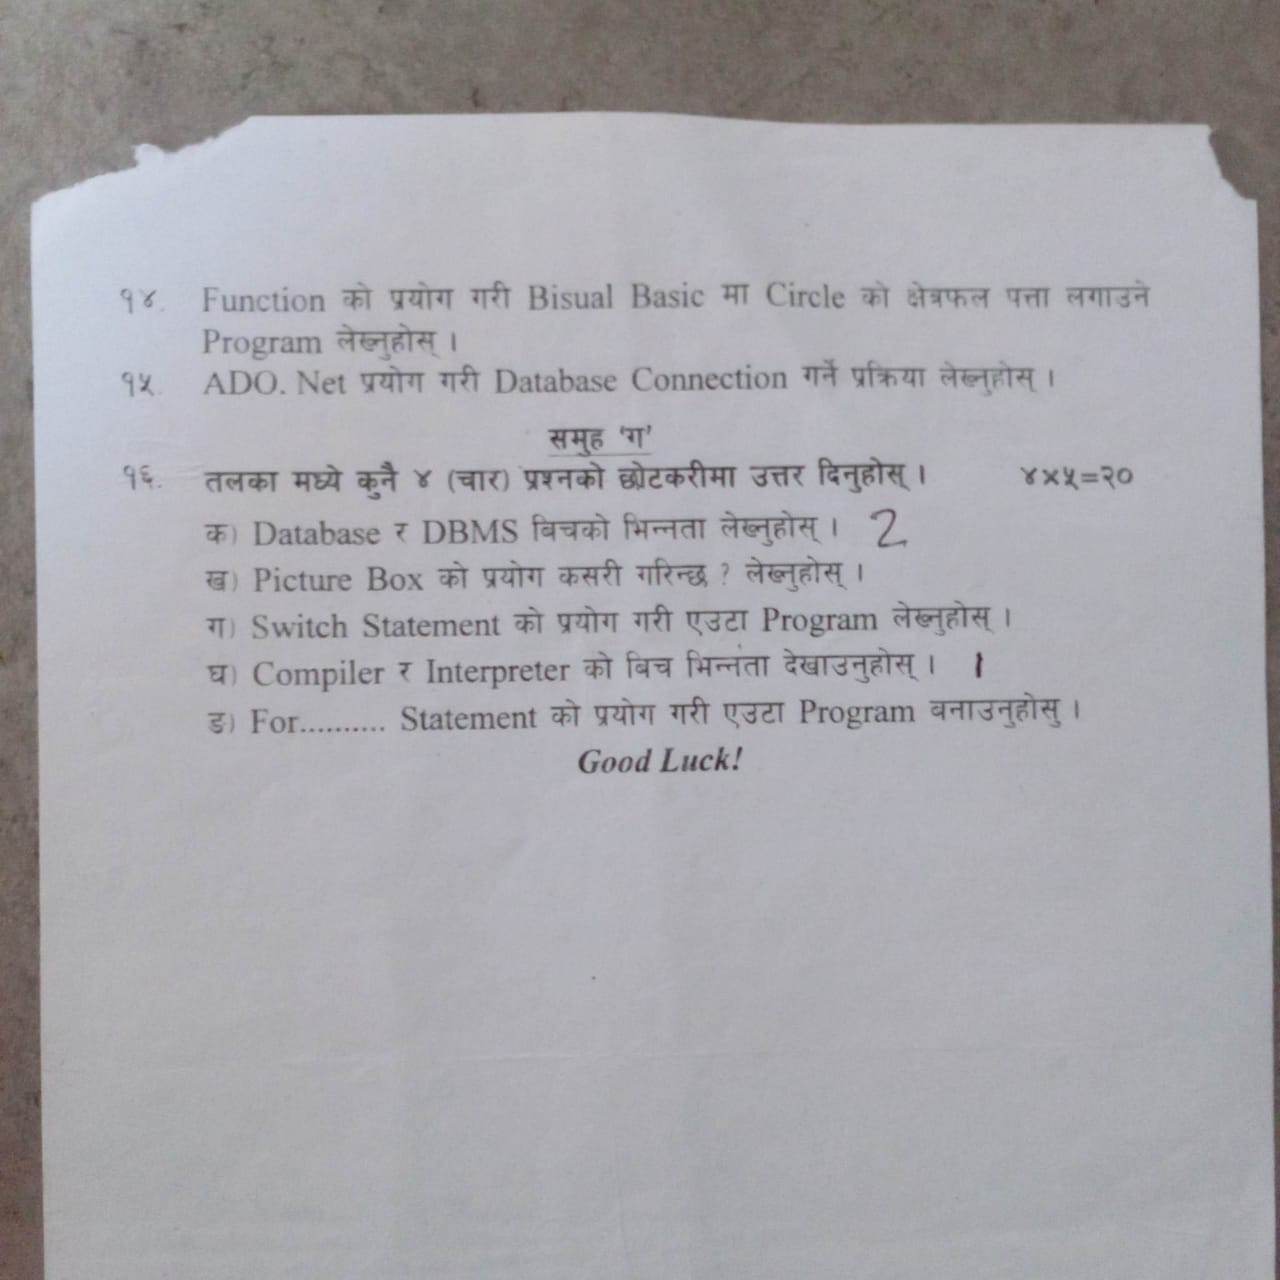 १४. Function को प्रयोग गरी Bisual Basic मा Circle को क्षेत्रफल पत्ता लगाउने
Program लेख्नुहोस् ।
१५. ADO. Net प्रयोग गरी Database Connection गर्ने प्रक्रिया लेख्नुहोस् ।
समुह 'ग'
१६. तलका मध्ये कुनै ४ (चार) प्रश्नको छोटकरीमा उत्तर दिनुहोस् । ४×५=२०
क) Database र DBMS बिचको भिन्नता लेख्नुहोस् । 2
ख) Picture Box को प्रयोग कसरी गरिन्छ ? लेख्नुहोस् ।
ग) Switch Statement को प्रयोग गरी एउटा Program लेख्नुहोस् ।
घ) Compiler र Interpreter को बिच भिन्नता देखाउनुहोस् । 1
ङ) For.......... Statement को प्रयोग गरी एउटा Program बनाउनुहोसु ।
Good Luck!